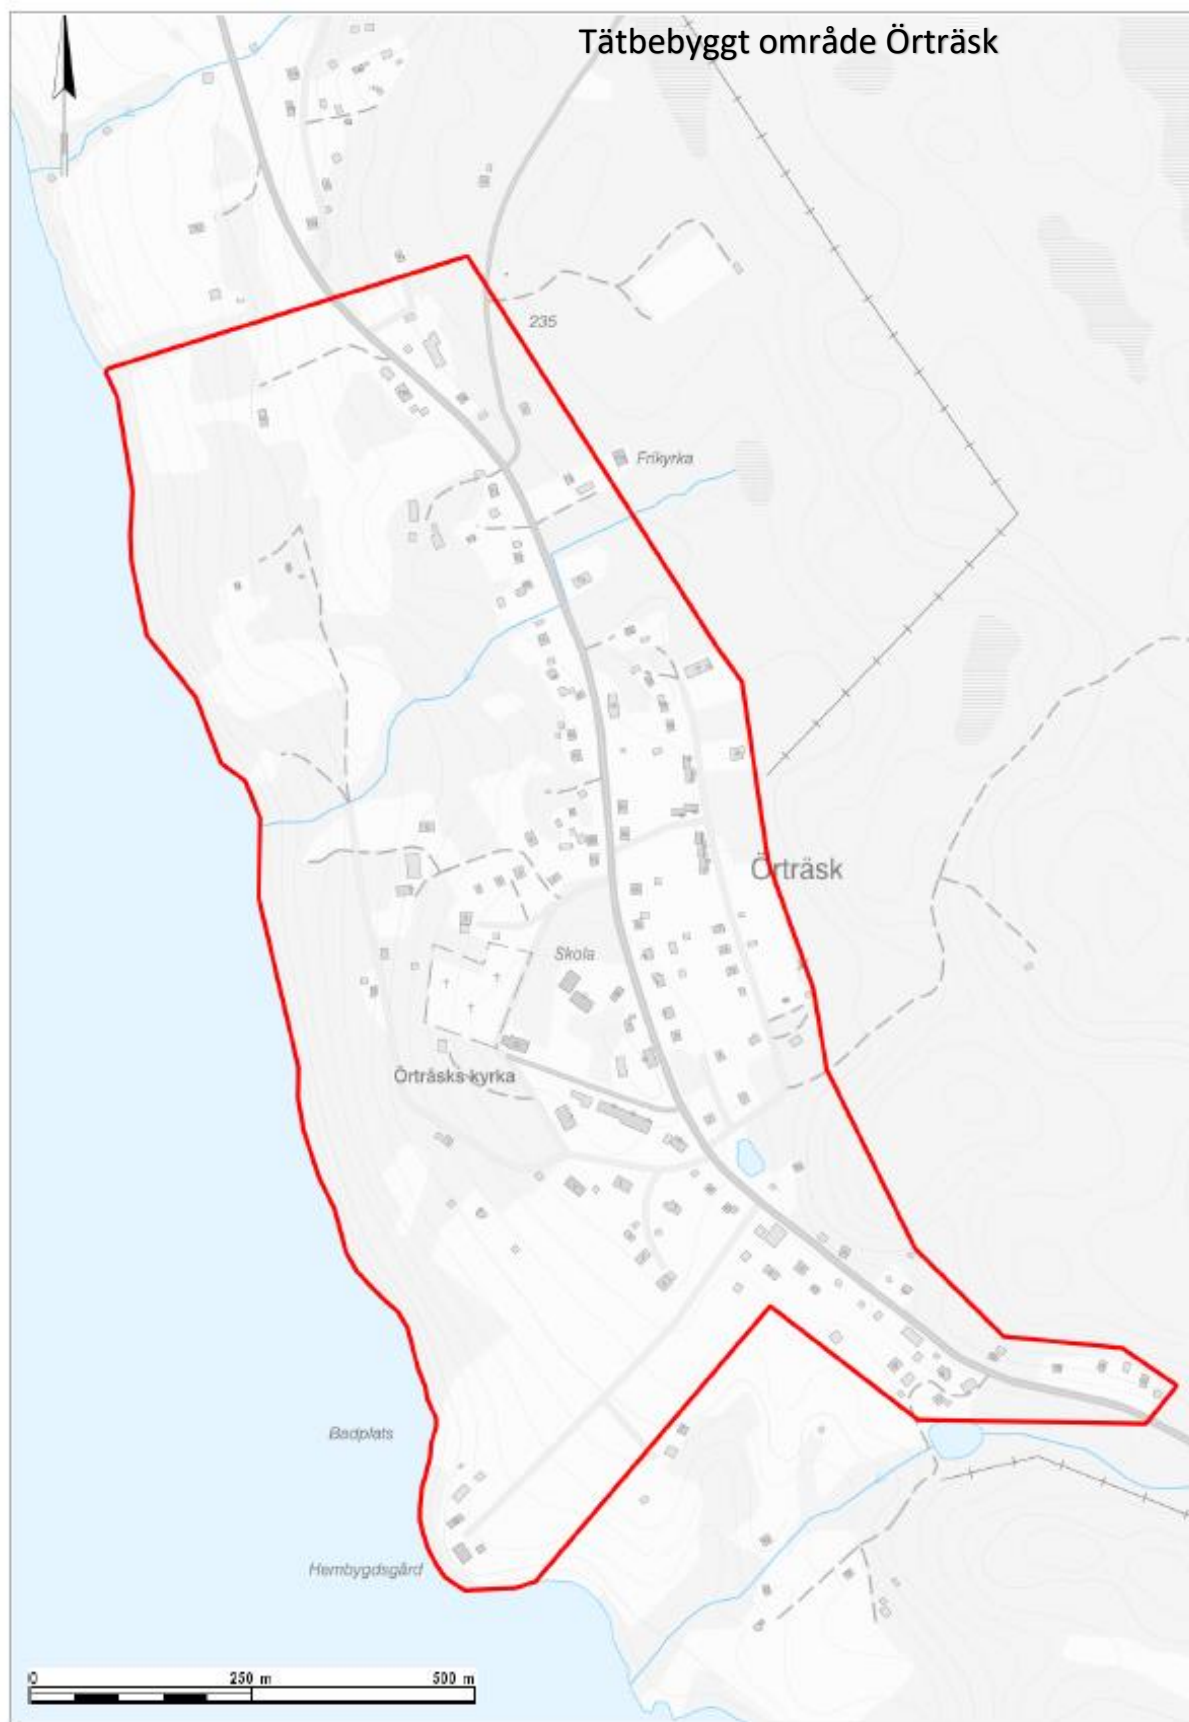 Tätbebyggt område Örträsk
235
Frikyrka
Örträsk
Skola
Örträsks kyrka
Badplats
Hembygdsgård
0 250 m 500 m